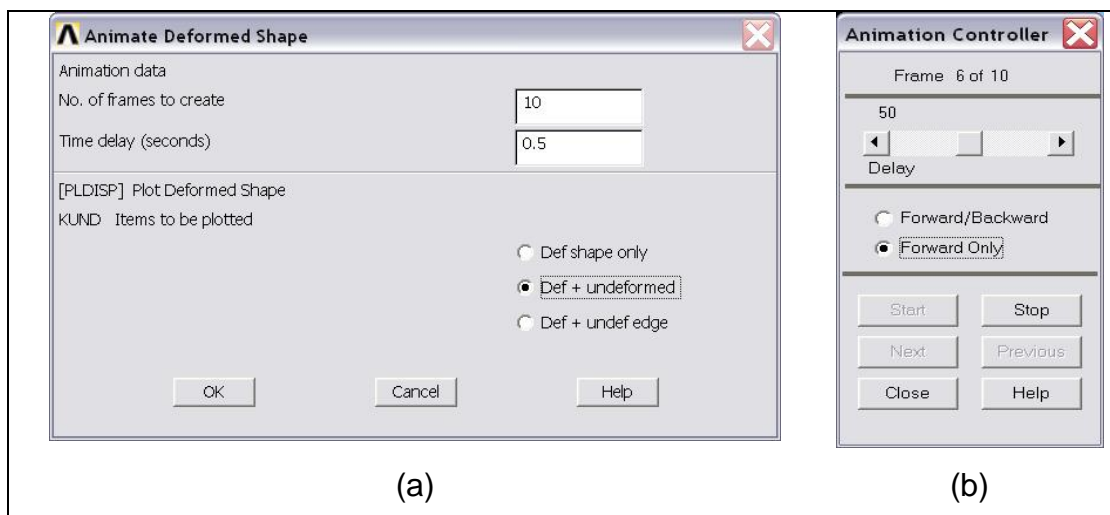 Animate Deformed Shape
Animation data
No. of frames to create 10
Time delay (seconds) 0.5
[PLDISP] Plot Deformed Shape
KUND Items to be plotted
Def shape only
Def + undeformed
Def + undef edge
OK Cancel Help
(a)
Animation Controller
Frame 6 of 10
50
Delay
Forward/Backward
Forward Only
Start Stop
Next Previous
Close Help
(b)